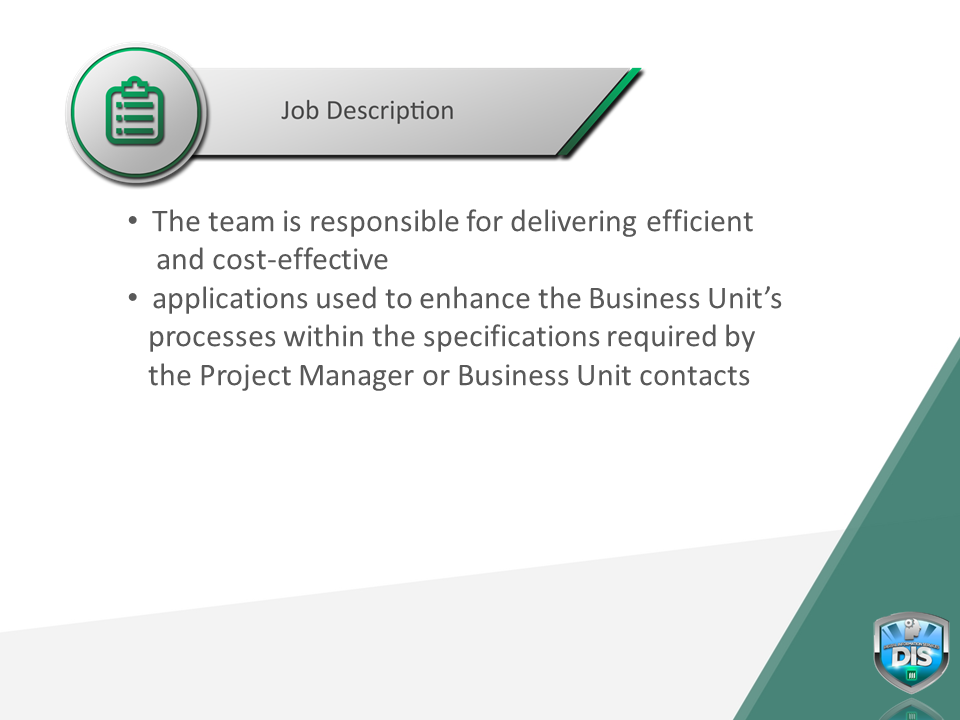 Job Description
• The team is responsible for delivering efficient
and cost-effective
• applications used to enhance the Business Unit’s
processes within the specifications required by
the Project Manager or Business Unit contacts
DIS